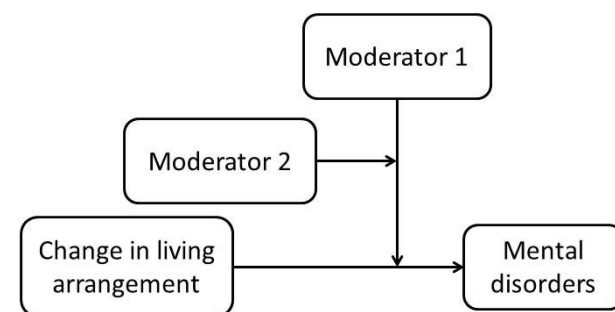 Moderator 1
Moderator 2
Change in living
arrangement
Mental
disorders